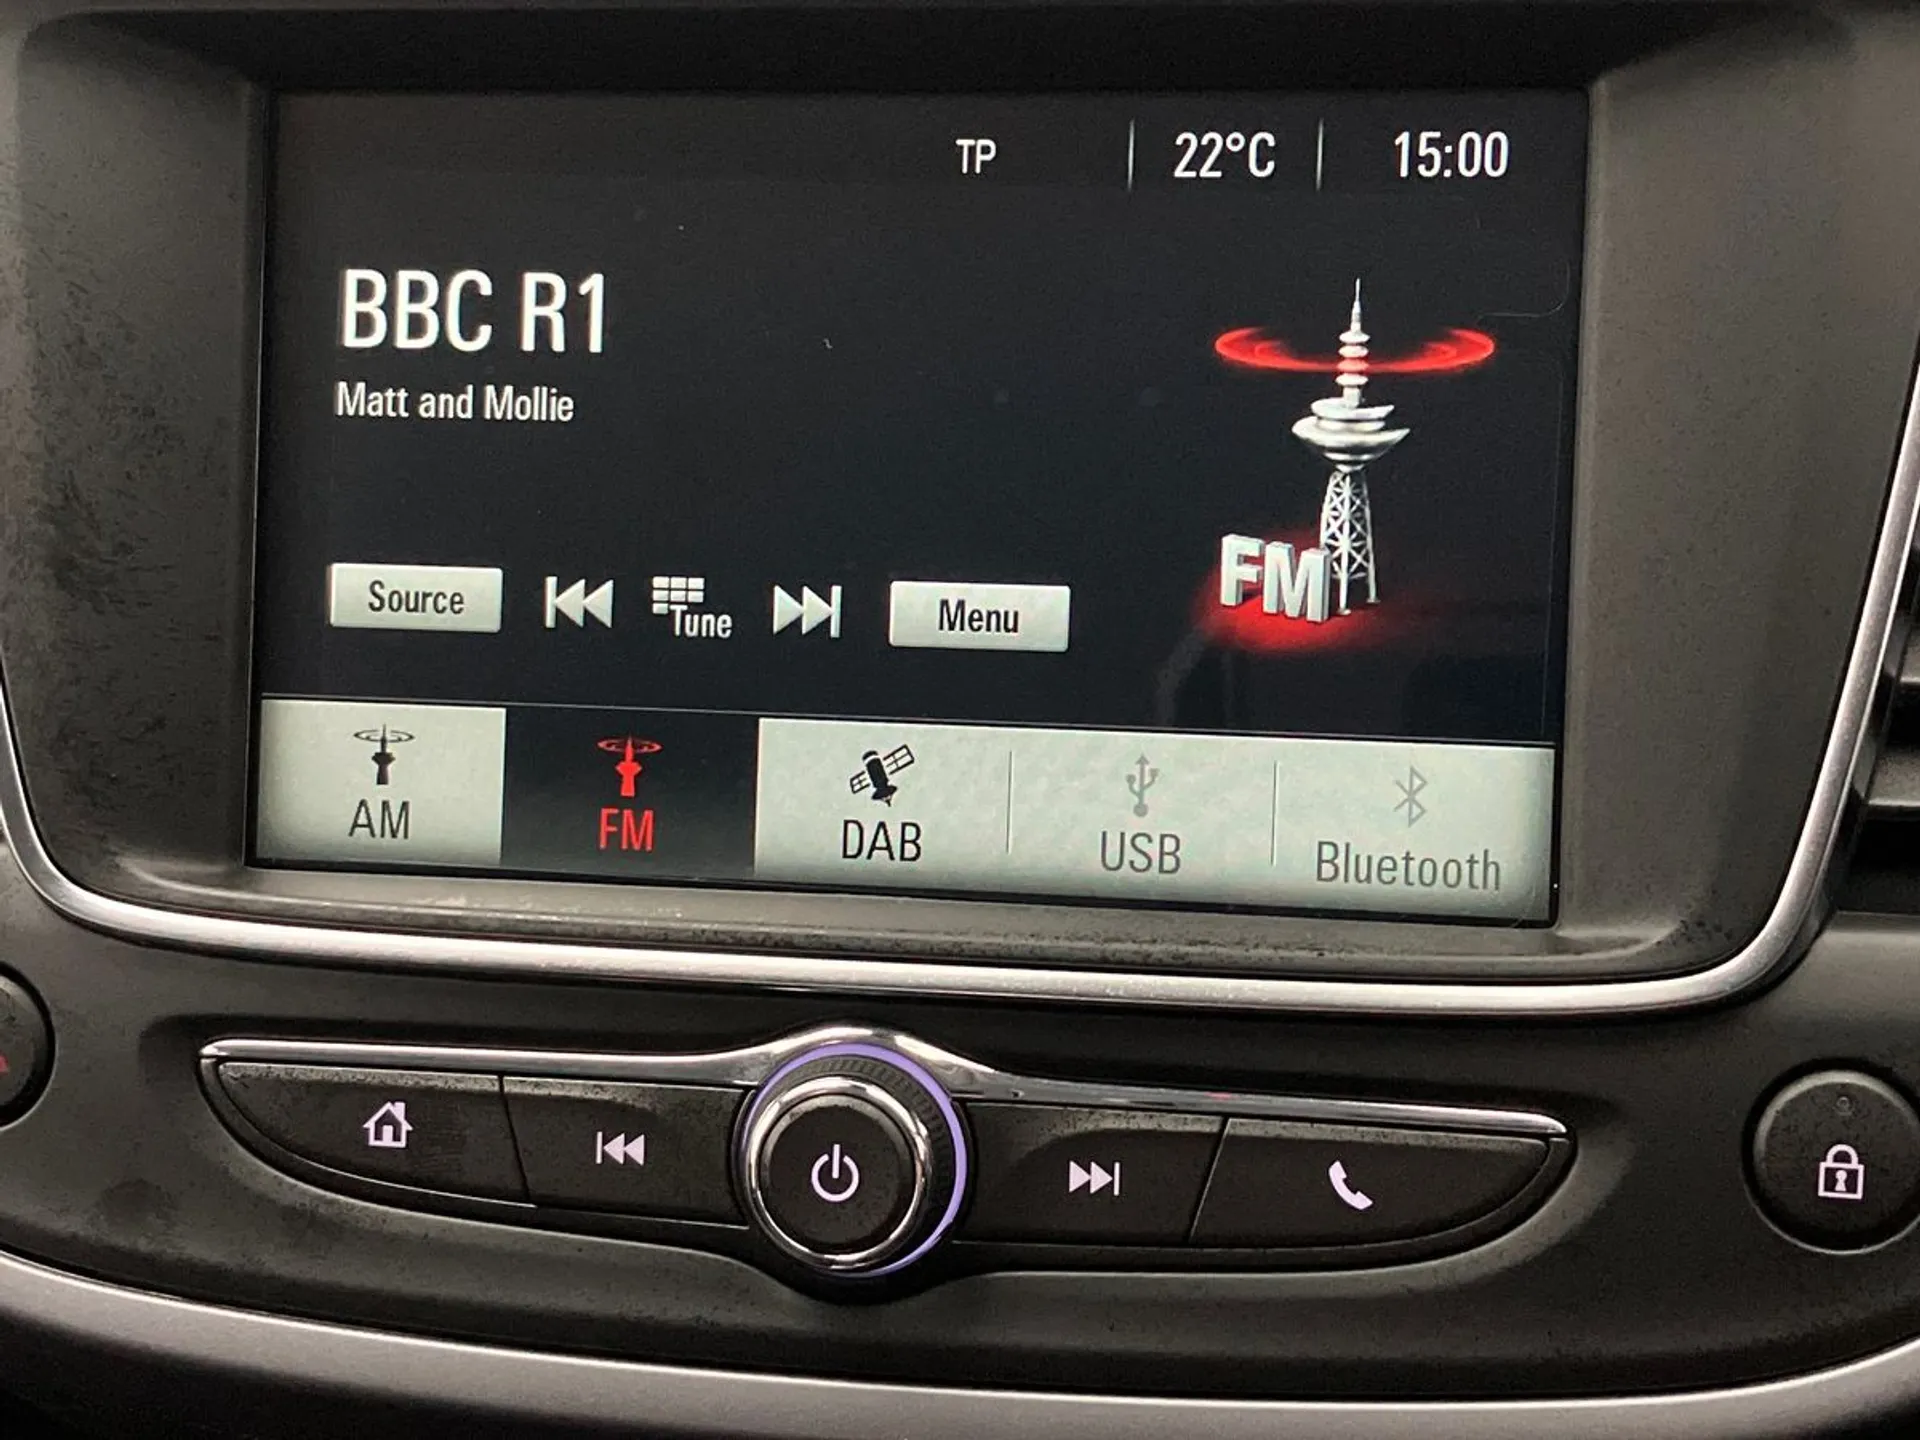 TP 22°C 15:00
BBC R1
Matt and Mollie
Source Tune Menu
FM
AM FM DAB USB Bluetooth